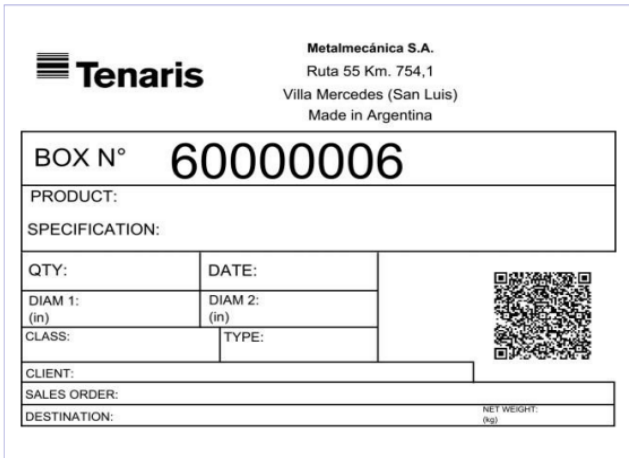 Tenaris
Metalmecánica S.A.
Ruta 55 Km. 754,1
Villa Mercedes (San Luis)
Made in Argentina
BOX N° 60000006
PRODUCT:
SPECIFICATION:
QTY: DATE:
DIAM 1: DIAM 2:
(in) (in)
CLASS: TYPE:
CLIENT:
SALES ORDER:
DESTINATION: NET WEIGHT:
(kg)